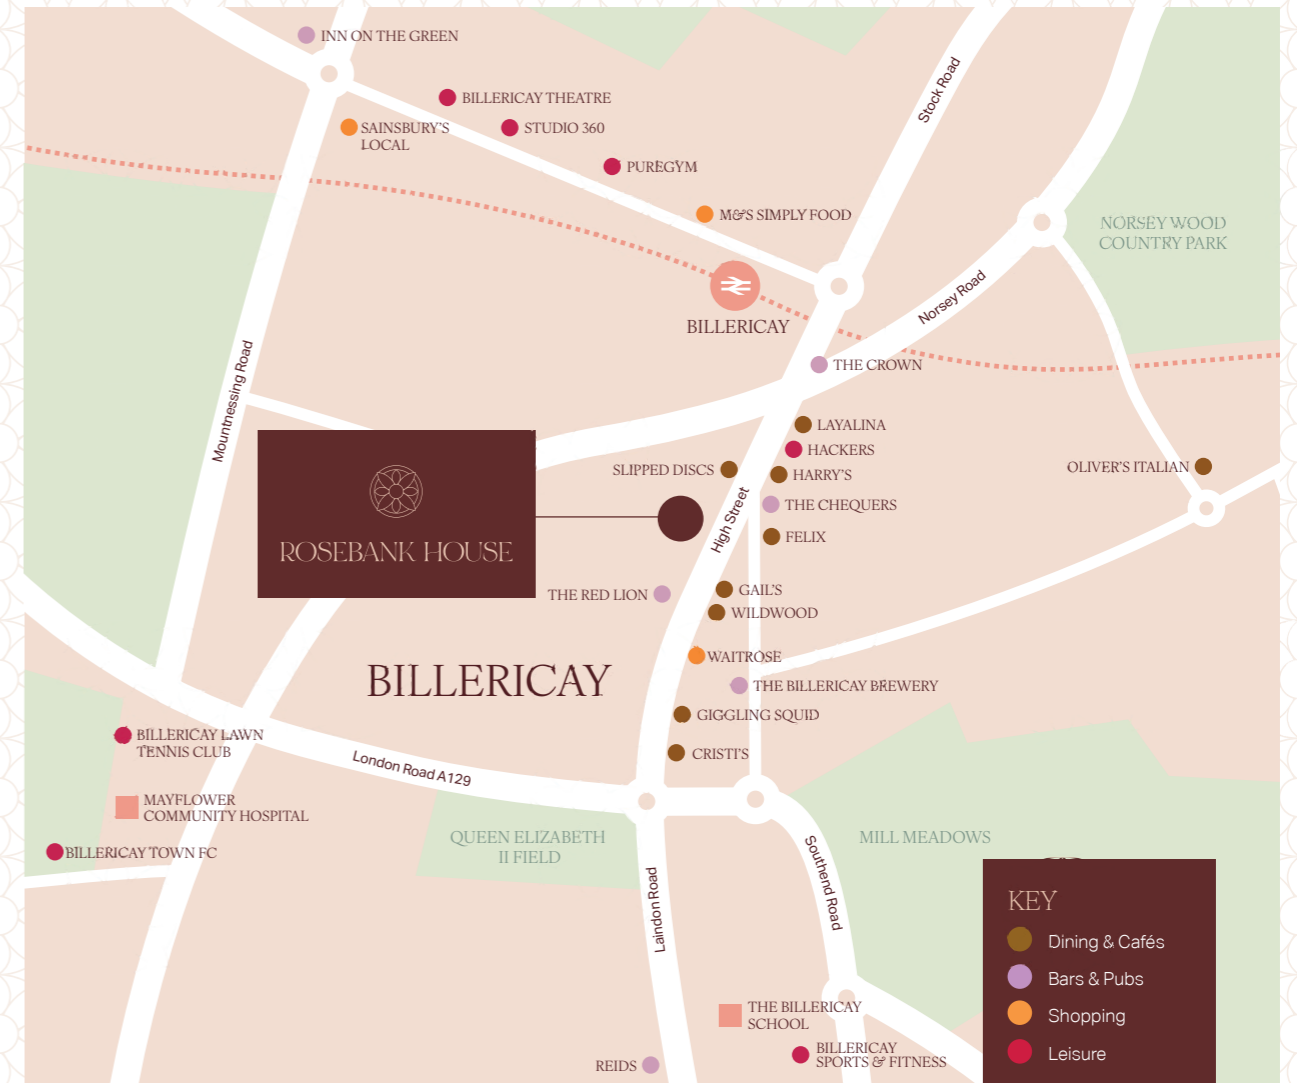 INN ON THE GREEN
BILLERICAY THEATRE
SAINSBURY'S
LOCAL
STUDIO 360
PUREGYM
M&S SIMPLY FOOD
Stock Road
NORSEY WOOD
COUNTRY PARK
Norsey Road
BILLERICAY
THE CROWN
Mountnessing Road
LAYALINA
HACKERS
SLIPPED DISCS
HARRY'S
OLIVER'S ITALIAN
THE CHEQUERS
High Street
FELIX
ROSEBANK HOUSE
THE RED LION
GAIL'S
WILDWOOD
WAITROSE
BILLERICAY
THE BILLERICAY BREWERY
GIGGLING SQUID
BILLERICAY LAWN
TENNIS CLUB
CRISTI'S
London Road A129
MAYFLOWER
COMMUNITY HOSPITAL
QUEEN ELIZABETH
II FIELD
MILL MEADOWS
BILLERICAY TOWN FC
Laindon Road
Southend Road
KEY
Dining & Cafés
Bars & Pubs
Shopping
Leisure
THE BILLERICAY
SCHOOL
BILLERICAY
SPORTS & FITNESS
REIDS